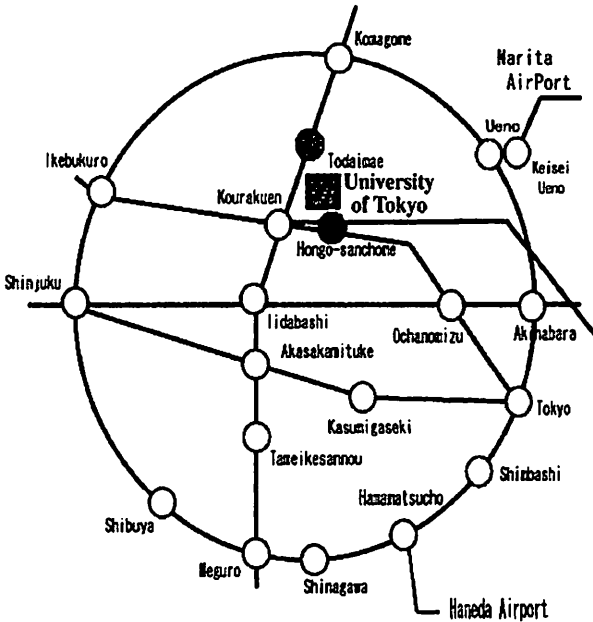 Komagone
Narita
AirPort
Ueno
Todaimae
Keisei
Ueno
Ikebukuro
University
of Tokyo
Kourakuen
Hongo-sanchone
Shinjuku
Iidabashi
Ochanomizu
Akihabara
Akasakamituke
Kasumigaseki
Tokyo
Tameikesannou
Shimbashi
Hamamatsucho
Shibuya
Meguro
Shinagawa
Haneda Airport